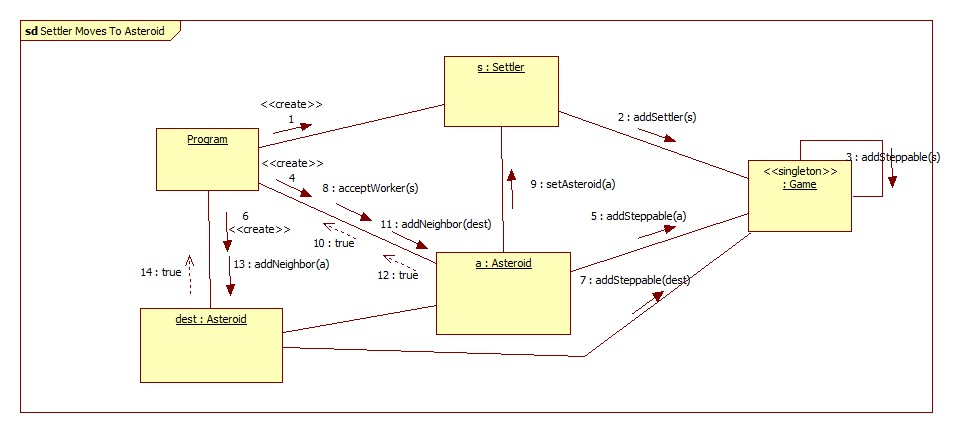 sd Settler Moves To Asteroid
s : Settler
<<create>>
1
2 : addSettler(s)
Program
3 : addSteppable(s)
<<singleton>>
: Game
<<create>>
4
8 : acceptWorker(s)
9 : setAsteroid(a)
11 : addNeighbor(dest)
5 : addSteppable(a)
6
<<create>>
10 : true
13 : addNeighbor(a)
a : Asteroid
14 : true
12 : true
7 : addSteppable(dest)
dest : Asteroid